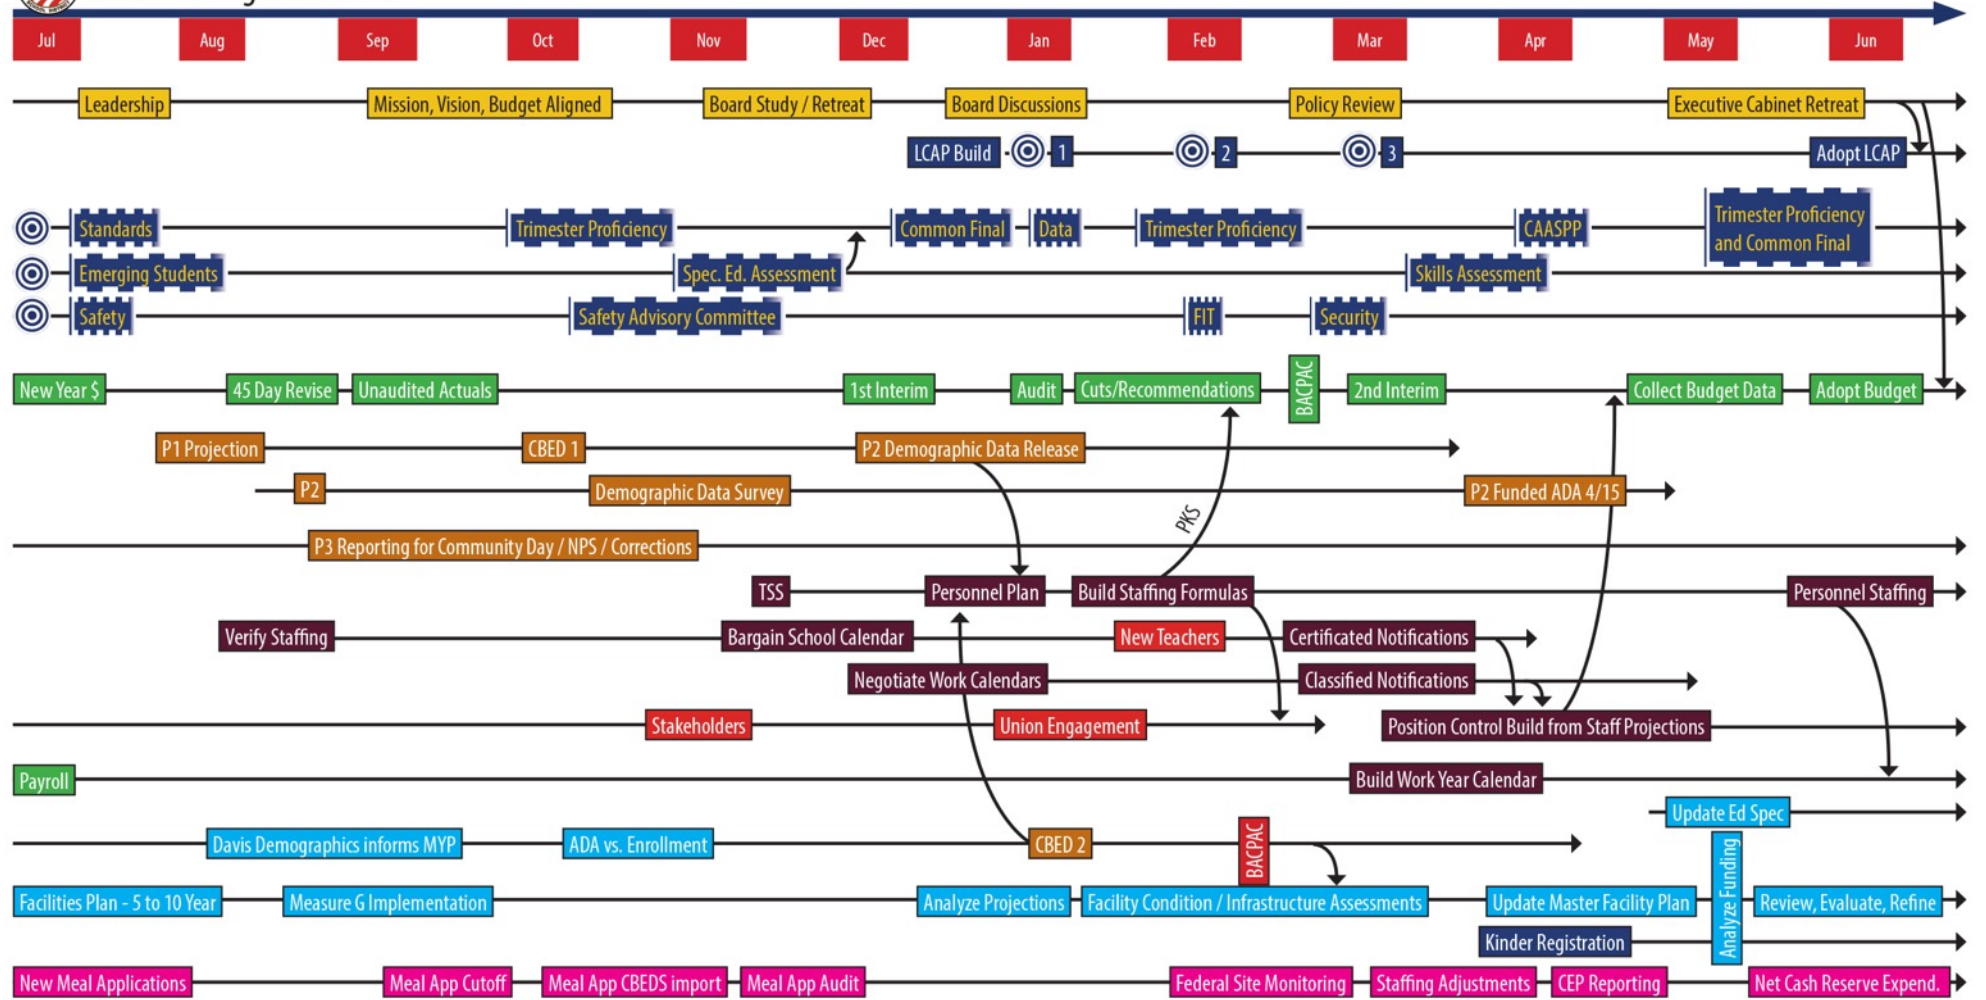 Jul Aug Sep Oct Nov Dec Jan Feb Mar Apr May Jun
Leadership Mission, Vision, Budget Aligned Board Study / Retreat Board Discussions Policy Review Executive Cabinet Retreat
LCAP Build 1 2 3 Adopt LCAP
Standards Trimester Proficiency Common Final Data Trimester Proficiency CAASPP Trimester Proficiency
and Common Final
Emerging Students Spec. Ed. Assessment Skills Assessment
Safety Safety Advisory Committee FIT Security
New Year $ 45 Day Revise Unaudited Actuals 1st Interim Audit Cuts/Recommendations BACPAC 2nd Interim Collect Budget Data Adopt Budget
P1 Projection CBED 1 P2 Demographic Data Release
P2 Demographic Data Survey P2 Funded ADA 4/15
PKS
P3 Reporting for Community Day / NPS / Corrections
TSS Personnel Plan Build Staffing Formulas Personnel Staffing
Verify Staffing Bargain School Calendar New Teachers Certificated Notifications
Negotiate Work Calendars Classified Notifications
Stakeholders Union Engagement Position Control Build from Staff Projections
Payroll Build Work Year Calendar
Update Ed Spec
Davis Demographics informs MYP ADA vs. Enrollment CBED 2 BACPAC
Analyze Funding
Facilities Plan - 5 to 10 Year Measure G Implementation Analyze Projections Facility Condition / Infrastructure Assessments Update Master Facility Plan Review, Evaluate, Refine
Kinder Registration
New Meal Applications Meal App Cutoff Meal App CBEDS import Meal App Audit Federal Site Monitoring Staffing Adjustments CEP Reporting Net Cash Reserve Expend.